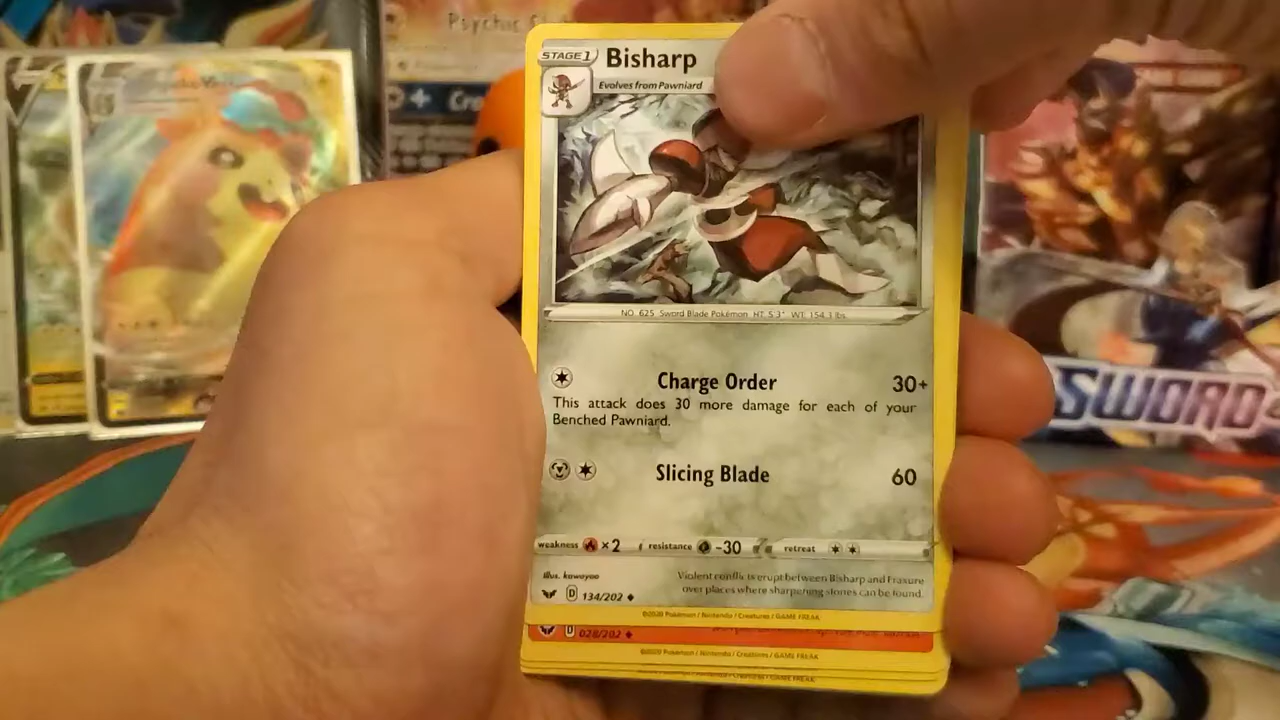 Psychic
STAGE 1
Bisharp
Evolves from Pawniard
NO. 625 Sword Blade Pokémon HT: 5'3" WT: 154.3 lbs.
Charge Order 30+
This attack does 30 more damage for each of your
Benched Pawniard.
Slicing Blade 60
weakness ×2 resistance -30 retreat
Illus. kawayoo
Violent conflicts erupt between Bisharp and Fraxure
over places where sharpening stones can be found.
D 134/202
©2020 Pokémon / Nintendo / Creatures / GAME FREAK
D 028/202
©2020 Pokémon / Nintendo / Creatures / GAME FREAK
SWORD